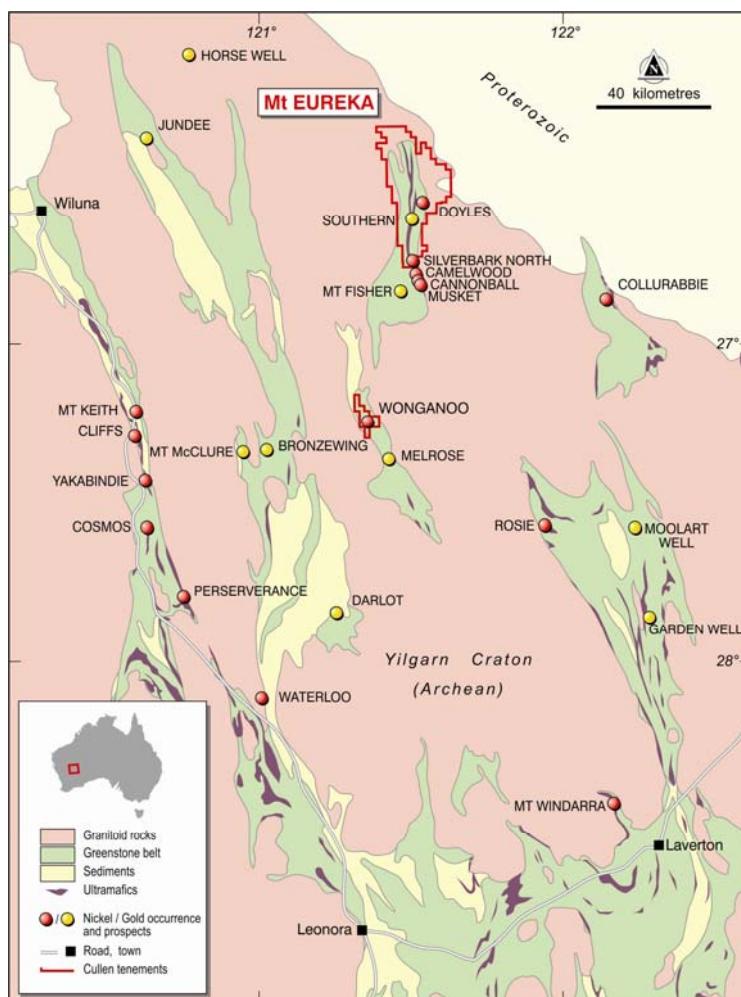 121°
122°
HORSE WELL
N
40 kilometres
Mt EUREKA
Proterozoic
JUNDEE
Wiluna
DOYLES
SOUTHERN
SILVERBARK NORTH
CAMELWOOD
CANNONBALL
MUSKET
MT FISHER
COLLURABBIE
27°
MT KEITH
CLIFFS
WONGANOO
MT McCLURE
BRONZEWING
MELROSE
YAKABINDIE
COSMOS
ROSIE
MOOLART
WELL
PERSERVERANCE
DARLOT
GARDEN WELL
Yilgarn Craton
(Archean)
28°
WATERLOO
MT WINDARRA
Laverton
Leonora
Granitoid rocks
Greenstone belt
Sediments
Ultramafics
/ Nickel / Gold occurrence
and prospects
Road, town
Cullen tenements